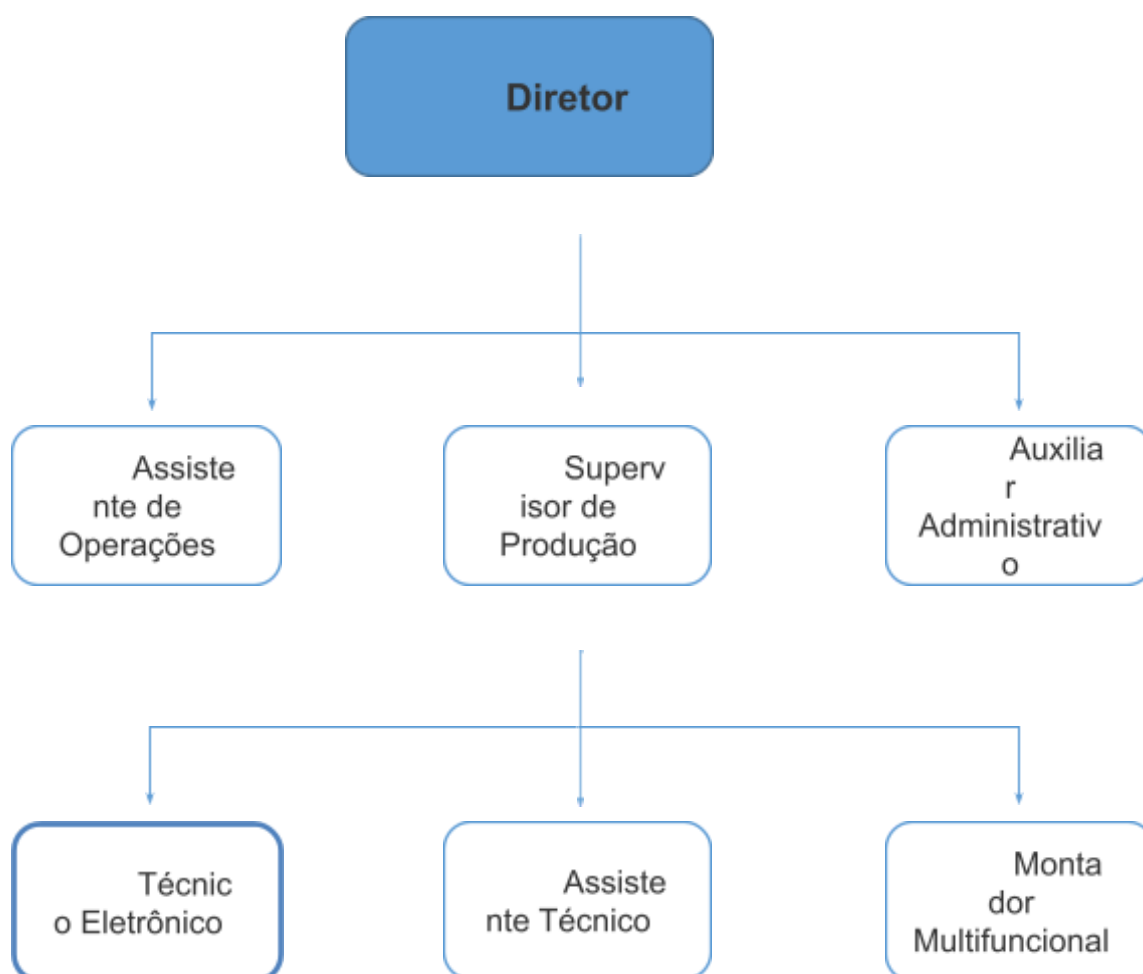 Diretor
Assiste
nte de
Operações
Superv
isor de
Produção
Auxilia
r
Administrativ
o
Técnic
o Eletrônico
Assiste
nte Técnico
Monta
dor
Multifuncional